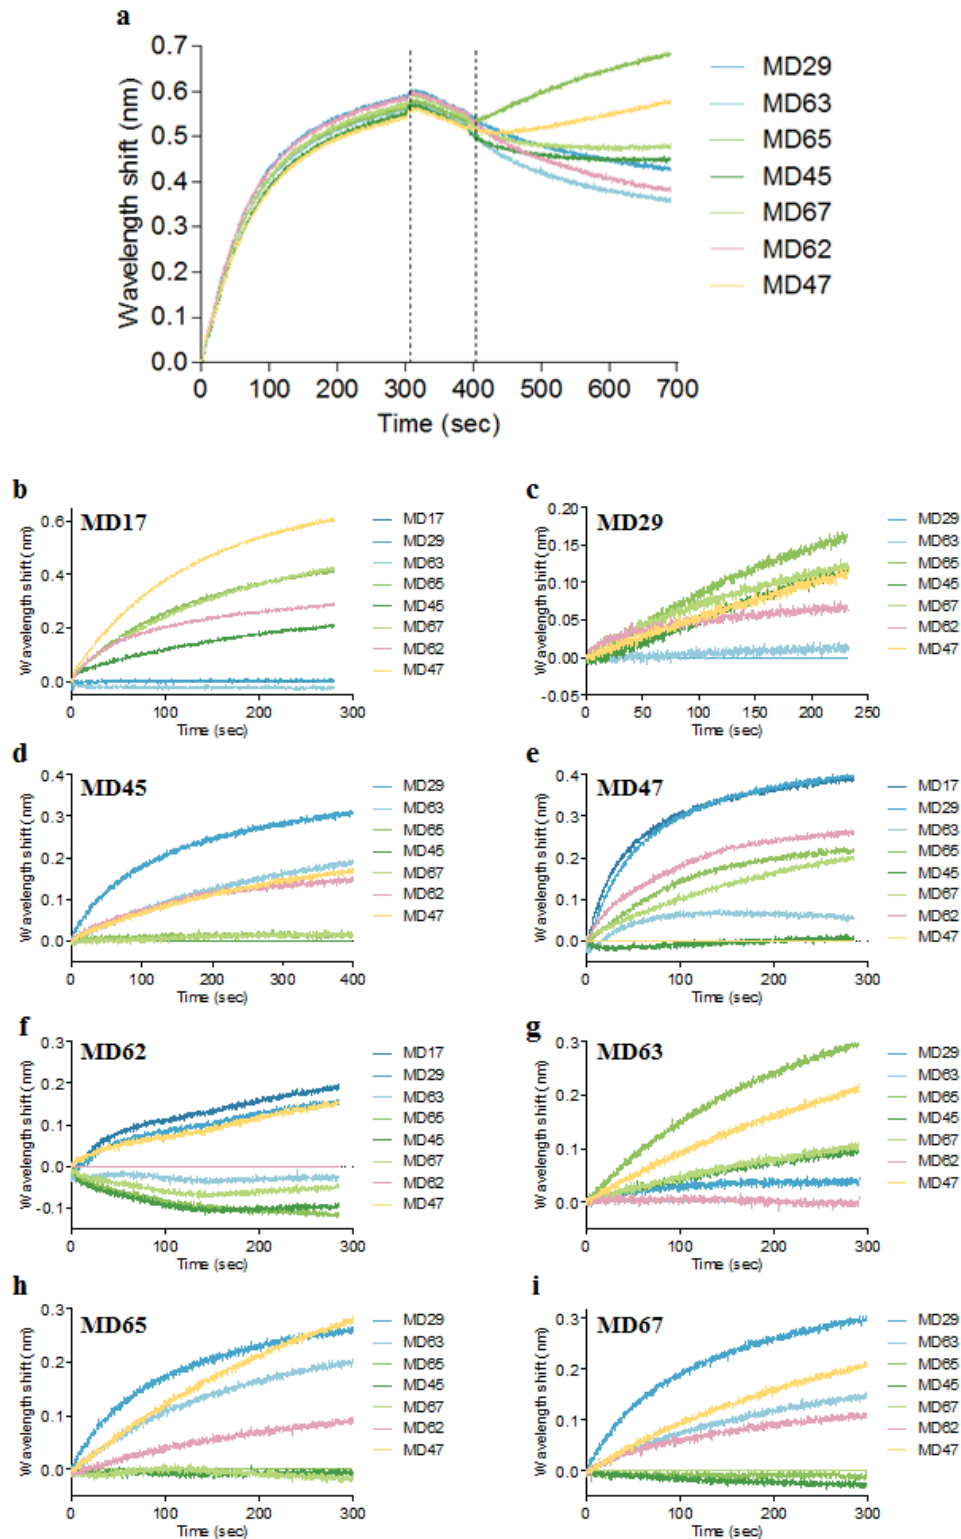 a
Wavelength shift (nm)
0.7
0.6
0.5
0.4
0.3
0.2
0.1
0.0
0 100 200 300 400 500 600 700
Time (sec)
MD29
MD63
MD65
MD45
MD67
MD62
MD47
b
MD17
Wavelength shift (nm)
0.6
0.4
0.2
0.0
0 100 200 300
Time (sec)
MD17
MD29
MD63
MD65
MD45
MD67
MD62
MD47
c
MD29
Wavelength shift (nm)
0.20
0.15
0.10
0.05
0.00
-0.05
0 50 100 150 200 250
Time (sec)
MD29
MD63
MD65
MD45
MD67
MD62
MD47
d
MD45
Wavelength shift (nm)
0.4
0.3
0.2
0.1
0.0
0 100 200 300 400
Time (sec)
MD29
MD63
MD65
MD45
MD67
MD62
MD47
e
MD47
Wavelength shift (nm)
0.4
0.3
0.2
0.1
0.0
0 100 200 300
Time (sec)
MD17
MD29
MD63
MD65
MD45
MD67
MD62
MD47
f
MD62
Wavelength shift (nm)
0.3
0.2
0.1
0.0
-0.1
0 100 200 300
Time (sec)
MD17
MD29
MD63
MD65
MD45
MD67
MD62
MD47
g
MD63
Wavelength shift (nm)
0.3
0.2
0.1
0.0
0 100 200 300
Time (sec)
MD29
MD63
MD65
MD45
MD67
MD62
MD47
h
MD65
Wavelength shift (nm)
0.3
0.2
0.1
0.0
0 100 200 300
Time (sec)
MD29
MD63
MD65
MD45
MD67
MD62
MD47
i
MD67
Wavelength shift (nm)
0.3
0.2
0.1
0.0
0 100 200 300
Time (sec)
MD29
MD63
MD65
MD45
MD67
MD62
MD47